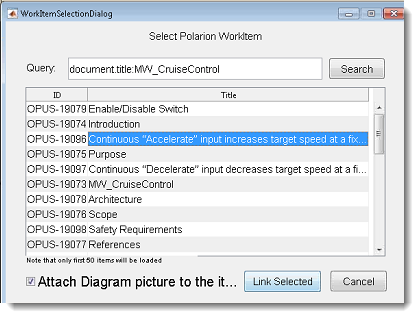 WorkItemSelectionDialog
Select Polarion WorkItem
Query: document.title:MW_CruiseControl Search
ID Title
OPUS-19079 Enable/Disable Switch
OPUS-19074 Introduction
OPUS-19096 Continuous "Accelerate" input increases target speed at a fix...
OPUS-19075 Purpose
OPUS-19097 Continuous "Decelerate" input decreases target speed at a fi...
OPUS-19073 MW_CruiseControl
OPUS-19078 Architecture
OPUS-19076 Scope
OPUS-19098 Safety Requirements
OPUS-19077 References
Note that only first 50 items will be loaded
Attach Diagram picture to the it... Link Selected Cancel